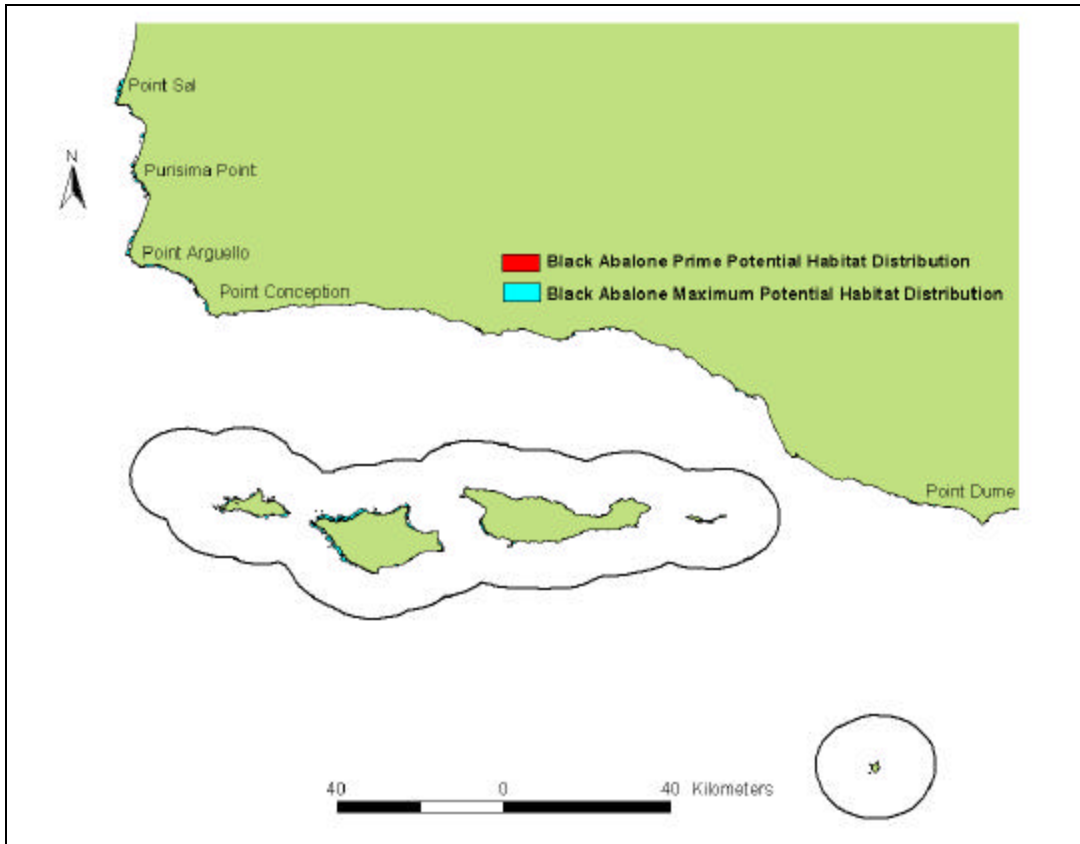 Point Sal
N
Purisima Point
Point Arguello
Black Abalone Prime Potential Habitat Distribution
Point Conception
Black Abalone Maximum Potential Habitat Distribution
Point Dume
40 0 40 Kilometers